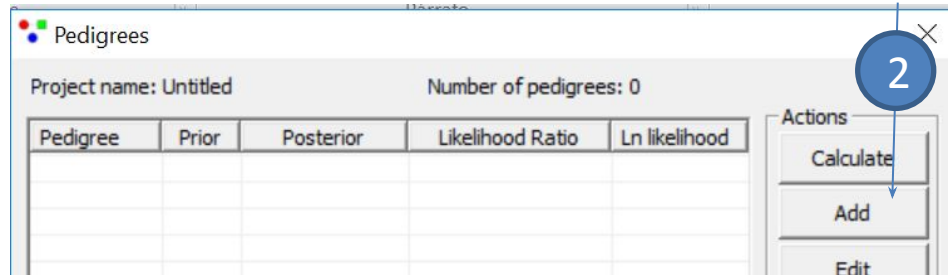 Pedigrees
2
Project name: Untitled Number of pedigrees: 0
Actions
Pedigree Prior Posterior Likelihood Ratio Ln likelihood
Calculate
Add
Edit